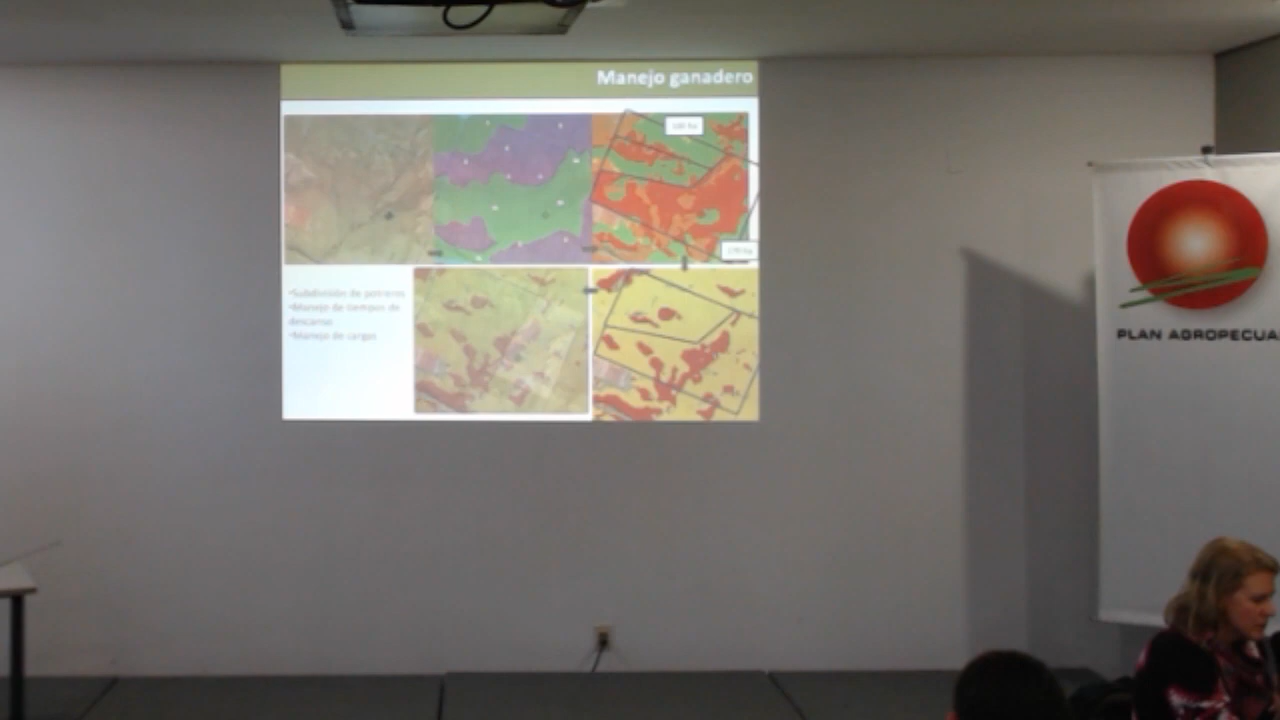 Manejo ganadero
•Subdivisión de potreros
•Manejo de tiempos de
descanso
•Manejo de cargas
PLAN AGROPECUA